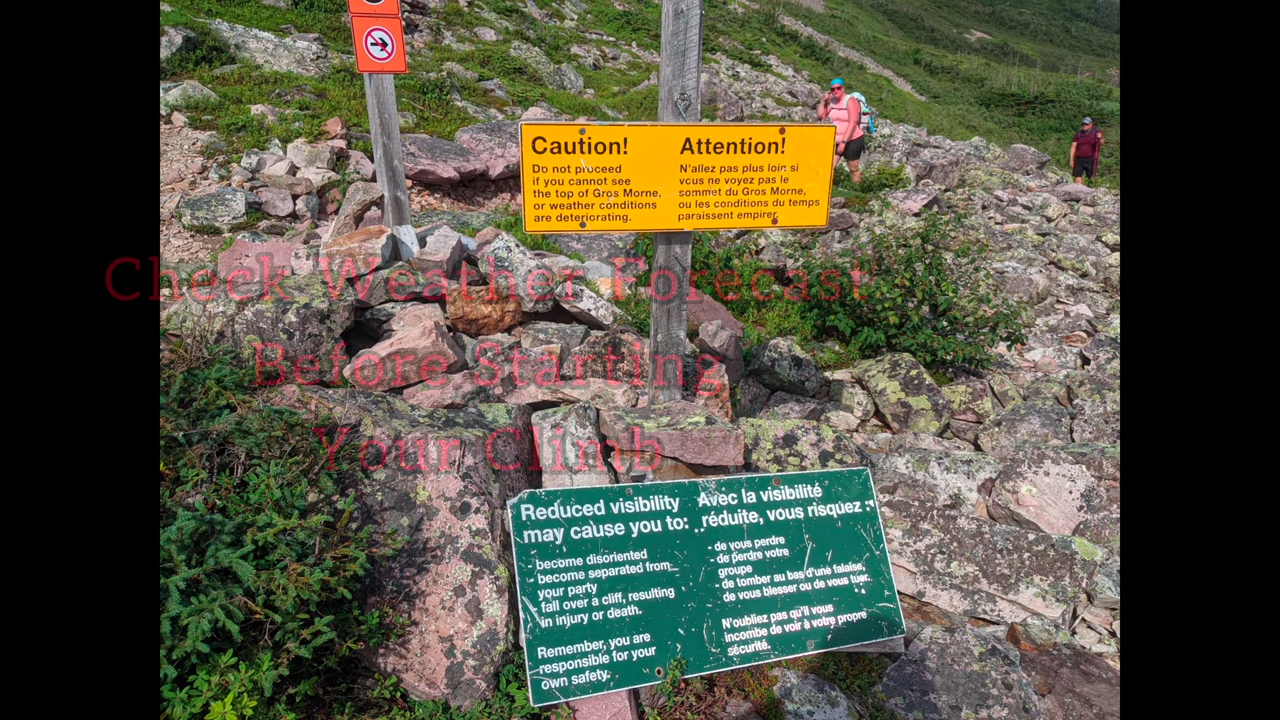 Caution!
Do not proceed
if you cannot see
the top of Gros Morne,
or weather conditions
are deteriorating.
Attention!
N'allez pas plus loin si
vous ne voyez pas le
sommet du Gros Morne,
ou les conditions du temps
paraissent empirer.
Check Weather Forecast
Before Starting
Your Climb
Reduced visibility
may cause you to:
- become disoriented
- become separated from
your party
- fall over a cliff, resulting
in injury or death.
Remember, you are
responsible for your
own safety.
Avec la visibilité
réduite, vous risquez :
- de vous perdre
- de perdre votre
groupe
- de tomber au bas d'une falaise,
de vous blesser ou de vous tuer.
N'oubliez pas qu'il vous
incombe de voir à votre propre
sécurité.